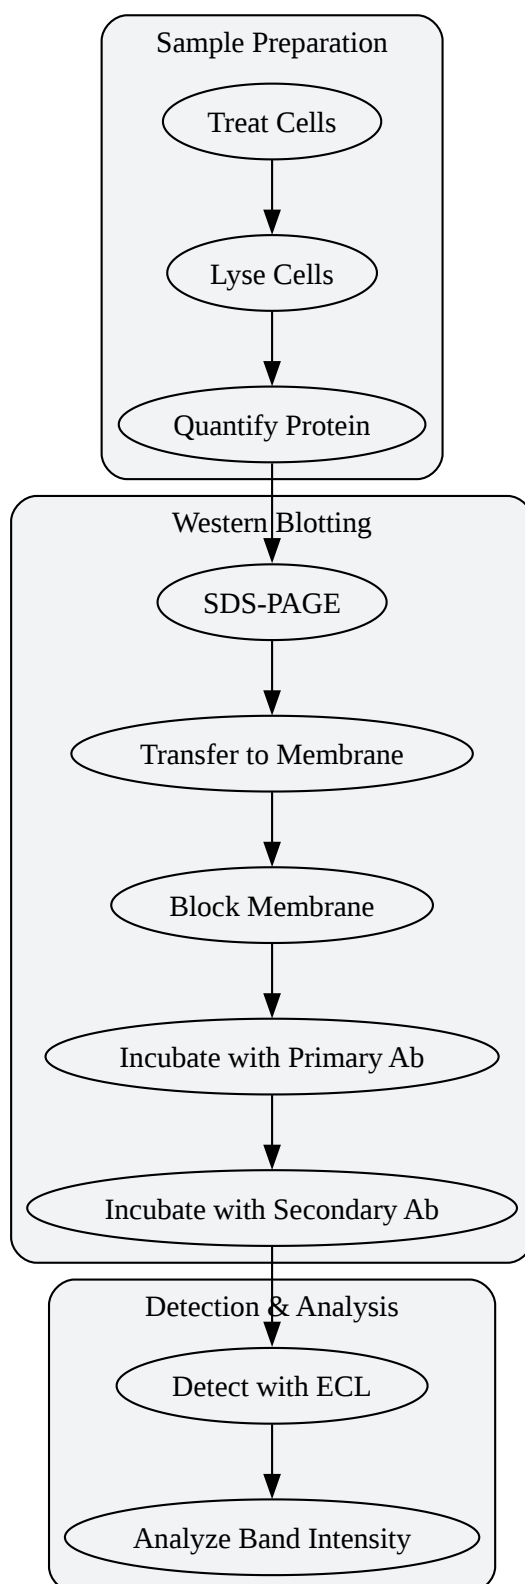 Sample Preparation
Treat Cells
Lyse Cells
Quantify Protein
Western Blotting
SDS-PAGE
Transfer to Membrane
Block Membrane
Incubate with Primary Ab
Incubate with Secondary Ab
Detection & Analysis
Detect with ECL
Analyze Band Intensity